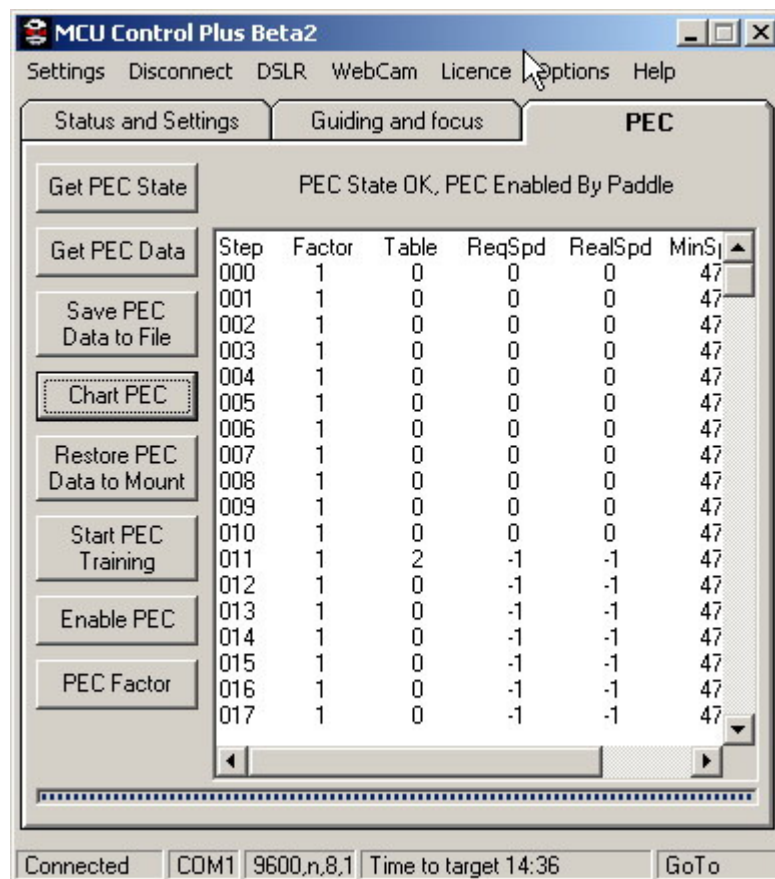 MCU Control Plus Beta2
Settings Disconnect DSLR WebCam Licence Options Help
Status and Settings Guiding and focus PEC
Get PEC State
PEC State OK, PEC Enabled By Paddle
Get PEC Data
Save PEC
Data to File
Chart PEC
Restore PEC
Data to Mount
Start PEC
Training
Enable PEC
PEC Factor
Step Factor Table ReqSpd RealSpd MinS
000 1 0 0 0 47
001 1 0 0 0 47
002 1 0 0 0 47
003 1 0 0 0 47
004 1 0 0 0 47
005 1 0 0 0 47
006 1 0 0 0 47
007 1 0 0 0 47
008 1 0 0 0 47
009 1 0 0 0 47
010 1 0 0 0 47
011 1 2 -1 -1 47
012 1 0 -1 -1 47
013 1 0 -1 -1 47
014 1 0 -1 -1 47
015 1 0 -1 -1 47
016 1 0 -1 -1 47
017 1 0 -1 -1 47
Connected COM1 9600,n,8,1 Time to target 14:36 GoTo